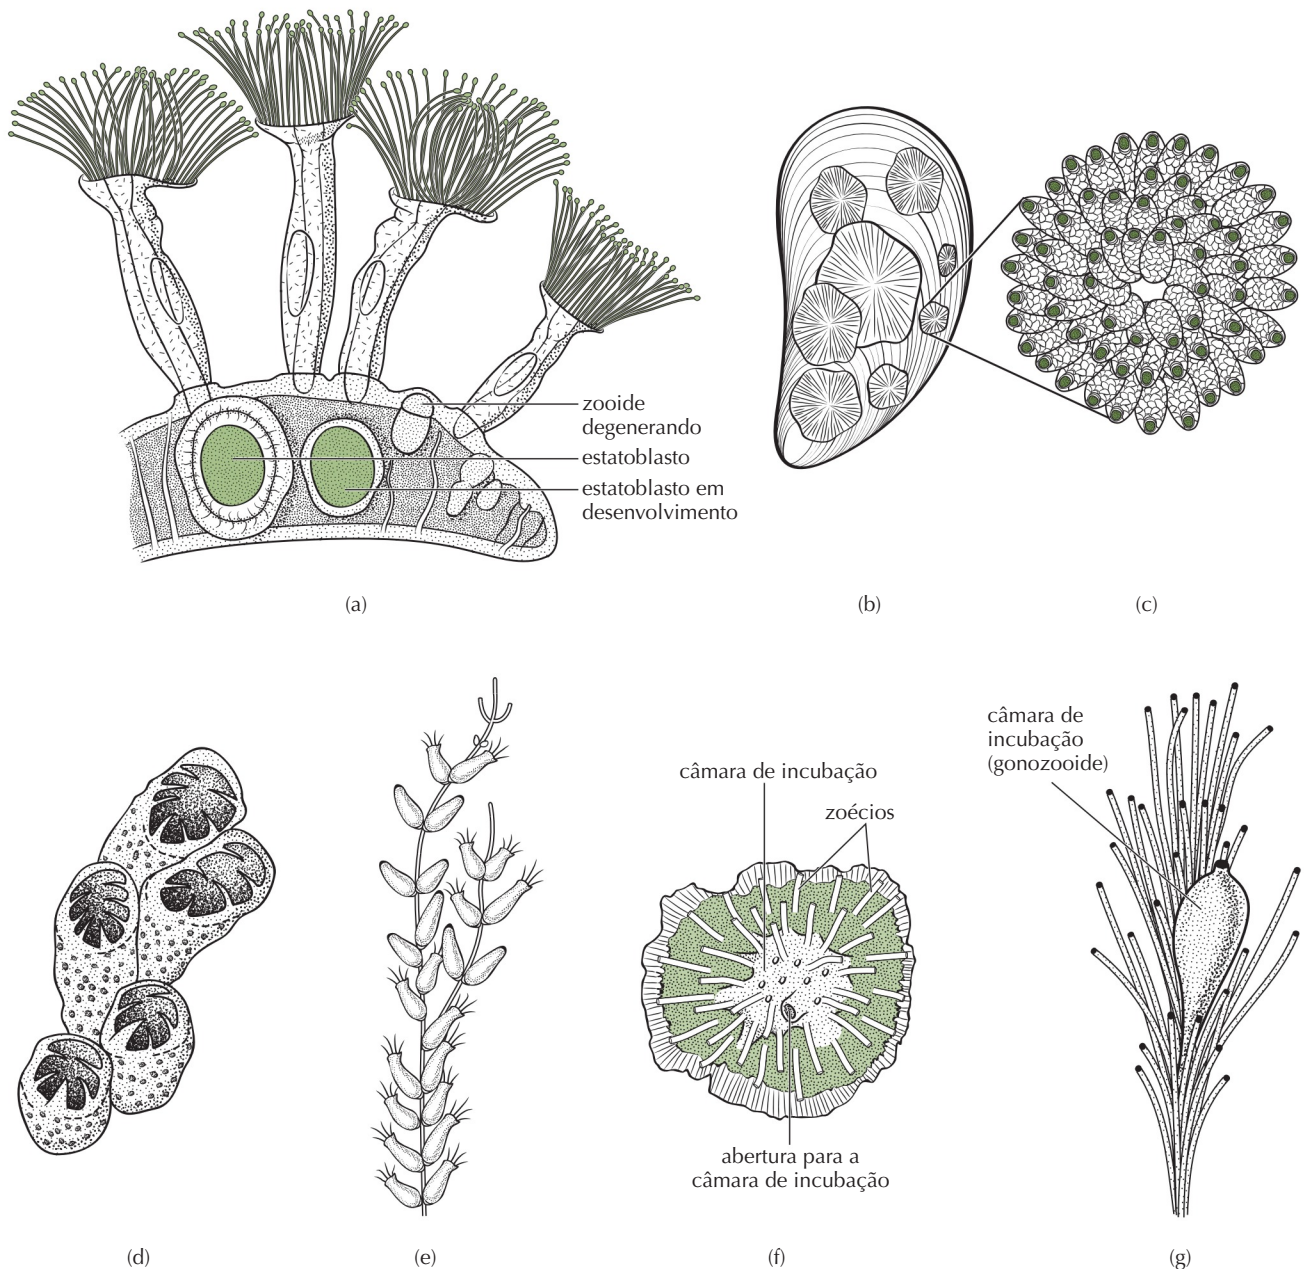 zooide
degenerando
estatoblasto
estatoblasto em
desenvolvimento
(a)
(b)
(c)
câmara de
incubação
(gonozooide)
câmara de incubação
zoécios
abertura para a
câmara de incubação
(d)
(e)
(f)
(g)